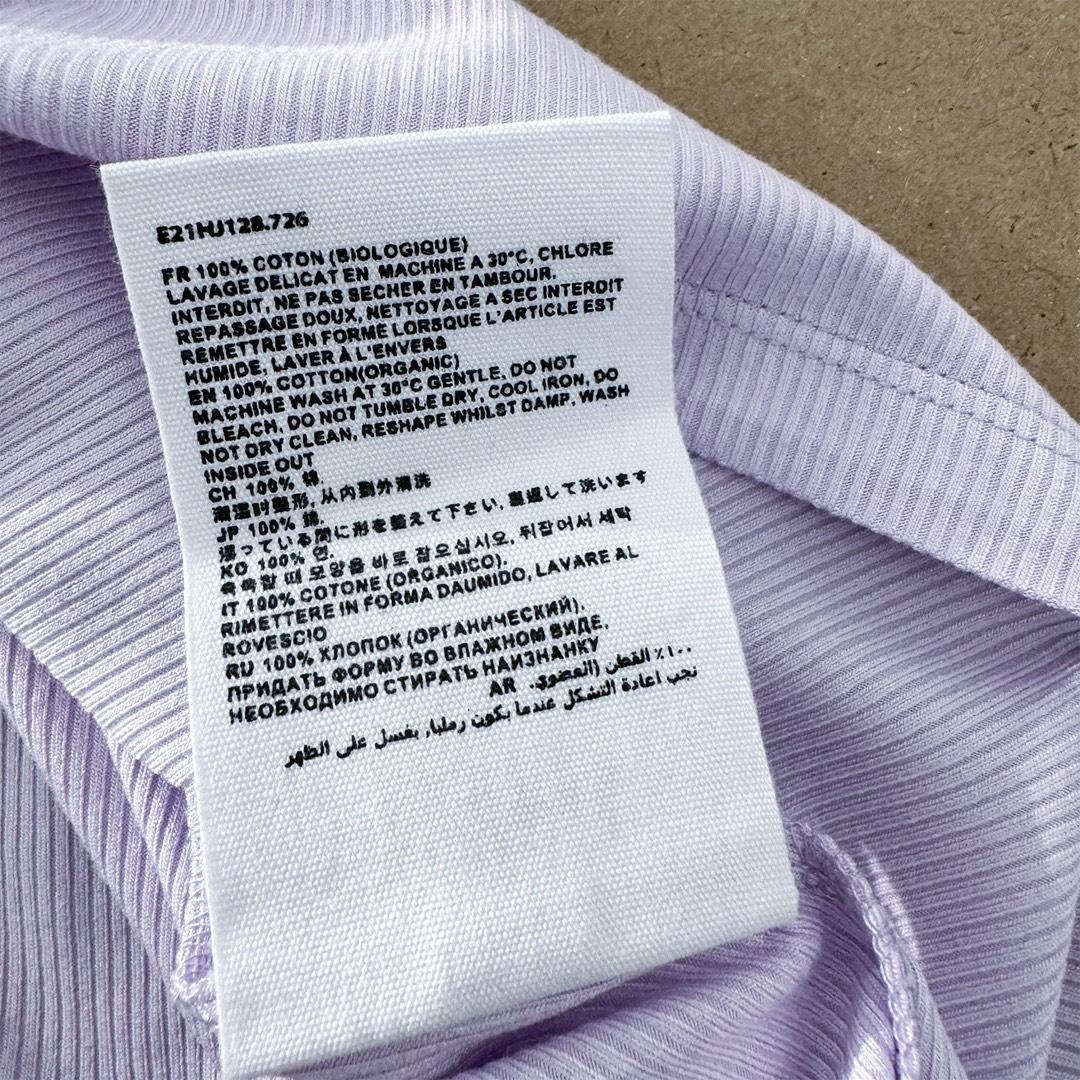 E21HJ128.726
FR 100% COTON (BIOLOGIQUE)
LAVAGE DELICAT EN MACHINE A 30°C, CHLORE
INTERDIT, NE PAS SECHER EN TAMBOUR,
REPASSAGE DOUX, NETTOYAGE A SEC INTERDIT
REMETTRE EN FORME LORSQUE L'ARTICLE EST
HUMIDE, LAVER À L'ENVERS
EN 100% COTTON(ORGANIC)
MACHINE WASH AT 30°C GENTLE, DO NOT
BLEACH, DO NOT TUMBLE DRY, COOL IRON, DO
NOT DRY CLEAN, RESHAPE WHILST DAMP, WASH
INSIDE OUT
CH 100% 棉,
潮湿时整形, 从内到外清洗
JP 100% 綿,
湿っている間に形を整えて下さい, 裏返して洗います
KO 100% 면,
축축할 때 모양을 바로 잡으십시오, 뒤집어서 세탁
IT 100% COTONE (ORGANICO),
RIMETTERE IN FORMA DAUMIDO, LAVARE AL
ROVESCIO
RU 100% ХЛОПОК (ОРГАНИЧЕСКИЙ),
ПРИДАТЬ ФОРМУ ВО ВЛАЖНОМ ВИДЕ,
НЕОБХОДИМО СТИРАТЬ НАИЗНАНКУ
١٠٠٪ القطن (العضوي). AR
نجب اعادة التشكل عندما يكون رملبا, يغسل على الظهر